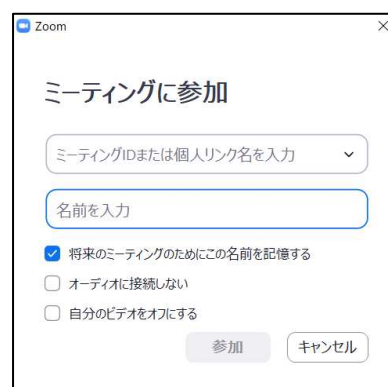 Zoom
ミーティングに参加
ミーティングIDまたは個人リンク名を入力
名前を入力
将来のミーティングのためにこの名前を記憶する
オーディオに接続しない
自分のビデオをオフにする
参加 キャンセル